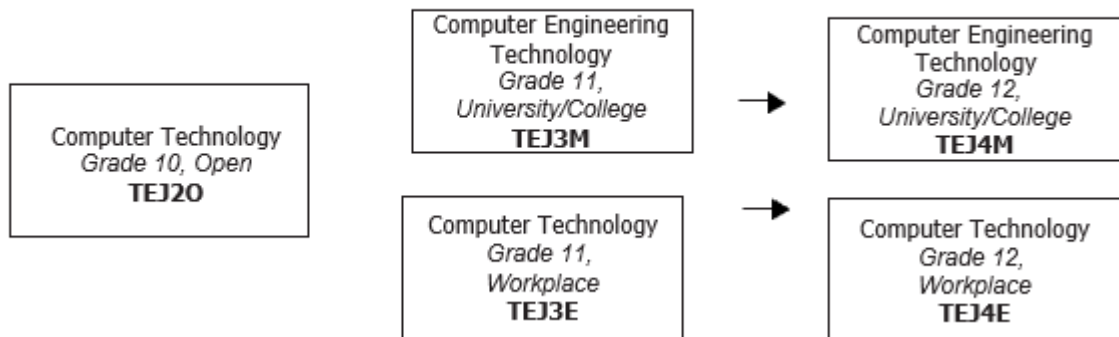 Computer Technology
Grade 10, Open
TEJ2O
Computer Engineering
Technology
Grade 11,
University/College
TEJ3M
Computer Engineering
Technology
Grade 12,
University/College
TEJ4M
Computer Technology
Grade 11,
Workplace
TEJ3E
Computer Technology
Grade 12,
Workplace
TEJ4E